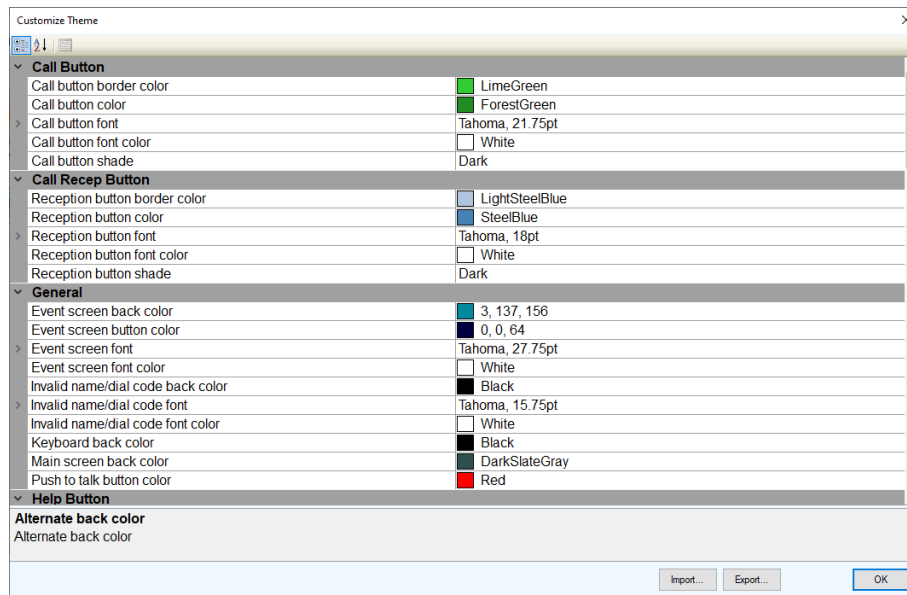 Customize Theme
Call Button
Call button border color LimeGreen
Call button color ForestGreen
Call button font Tahoma, 21.75pt
Call button font color White
Call button shade Dark
Call Recep Button
Reception button border color LightSteelBlue
Reception button color SteelBlue
Reception button font Tahoma, 18pt
Reception button font color White
Reception button shade Dark
General
Event screen back color 3, 137, 156
Event screen button color 0, 0, 64
Event screen font Tahoma, 27.75pt
Event screen font color White
Invalid name/dial code back color Black
Invalid name/dial code font Tahoma, 15.75pt
Invalid name/dial code font color White
Keyboard back color Black
Main screen back color DarkSlateGray
Push to talk button color Red
Help Button
Alternate back color
Alternate back color
Import... Export... OK